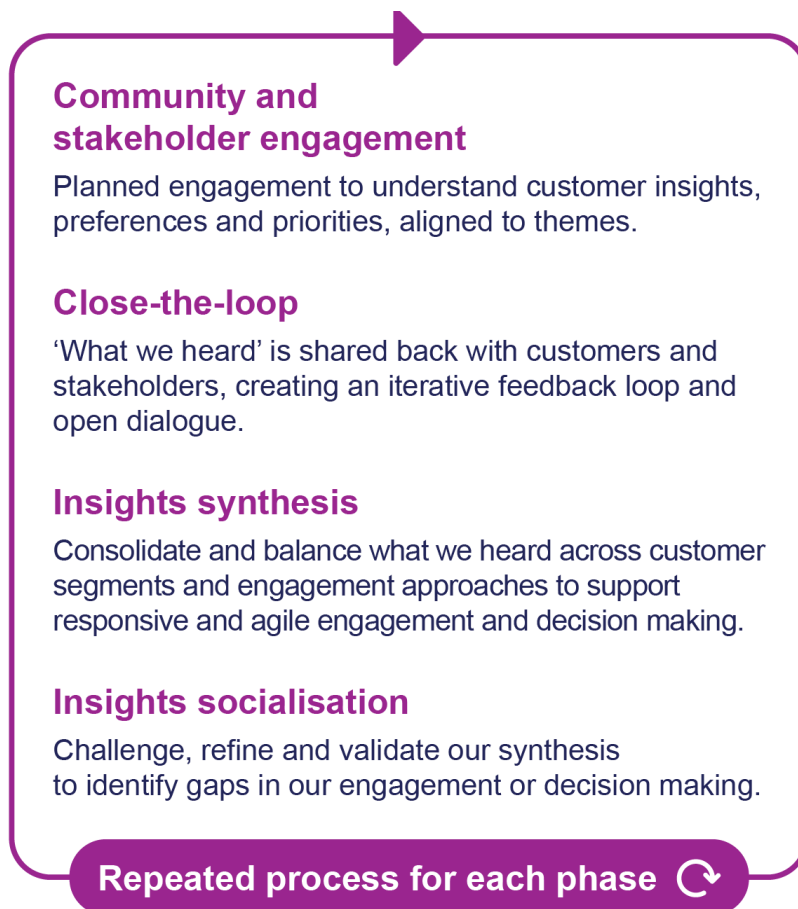 Community and
stakeholder engagement
Planned engagement to understand customer insights,
preferences and priorities, aligned to themes.
Close-the-loop
‘What we heard’ is shared back with customers and
stakeholders, creating an iterative feedback loop and
open dialogue.
Insights synthesis
Consolidate and balance what we heard across customer
segments and engagement approaches to support
responsive and agile engagement and decision making.
Insights socialisation
Challenge, refine and validate our synthesis
to identify gaps in our engagement or decision making.
Repeated process for each phase